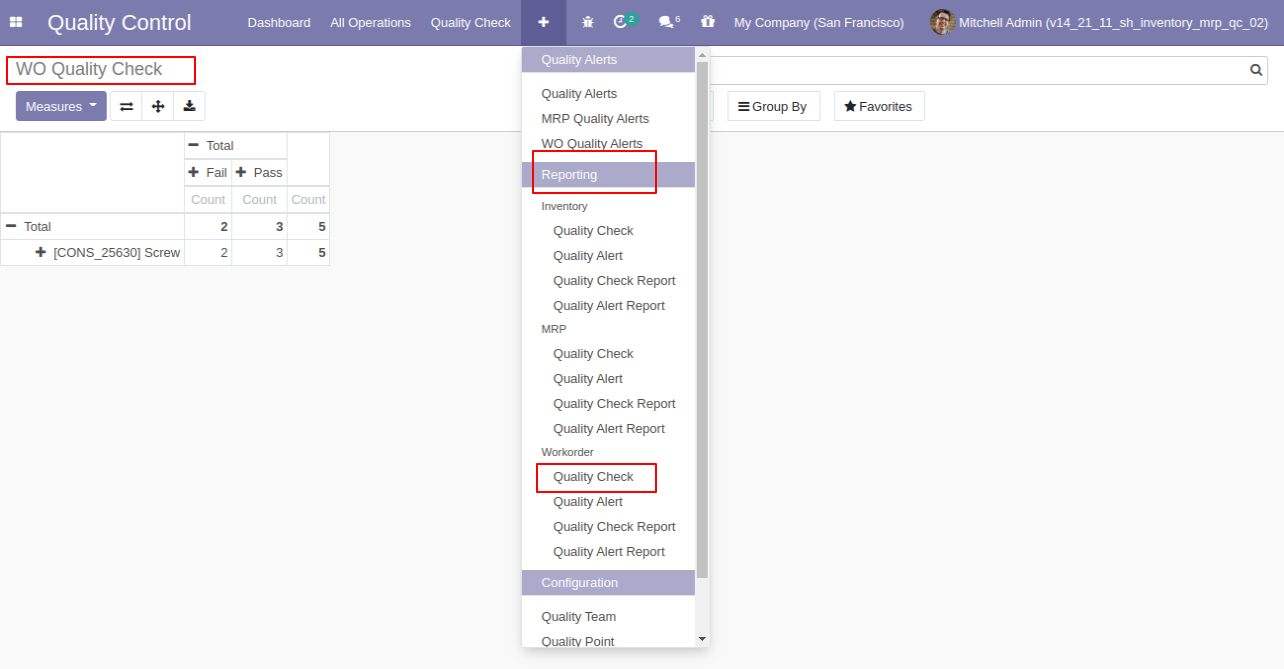 Quality Control
Dashboard All Operations Quality Check 2 6 My Company (San Francisco) Mitchell Admin (v14_21_11_sh_inventory_mrp_qc_02)
WO Quality Check
Measures
Group By Favorites
Total
Fail Pass
Count Count Count
Total 2 3 5
[CONS_25630] Screw 2 3 5
Quality Alerts
Quality Alerts
MRP Quality Alerts
WO Quality Alerts
Reporting
Inventory
Quality Check
Quality Alert
Quality Check Report
Quality Alert Report
MRP
Quality Check
Quality Alert
Quality Check Report
Quality Alert Report
Workorder
Quality Check
Quality Alert
Quality Check Report
Quality Alert Report
Configuration
Quality Team
Quality Point